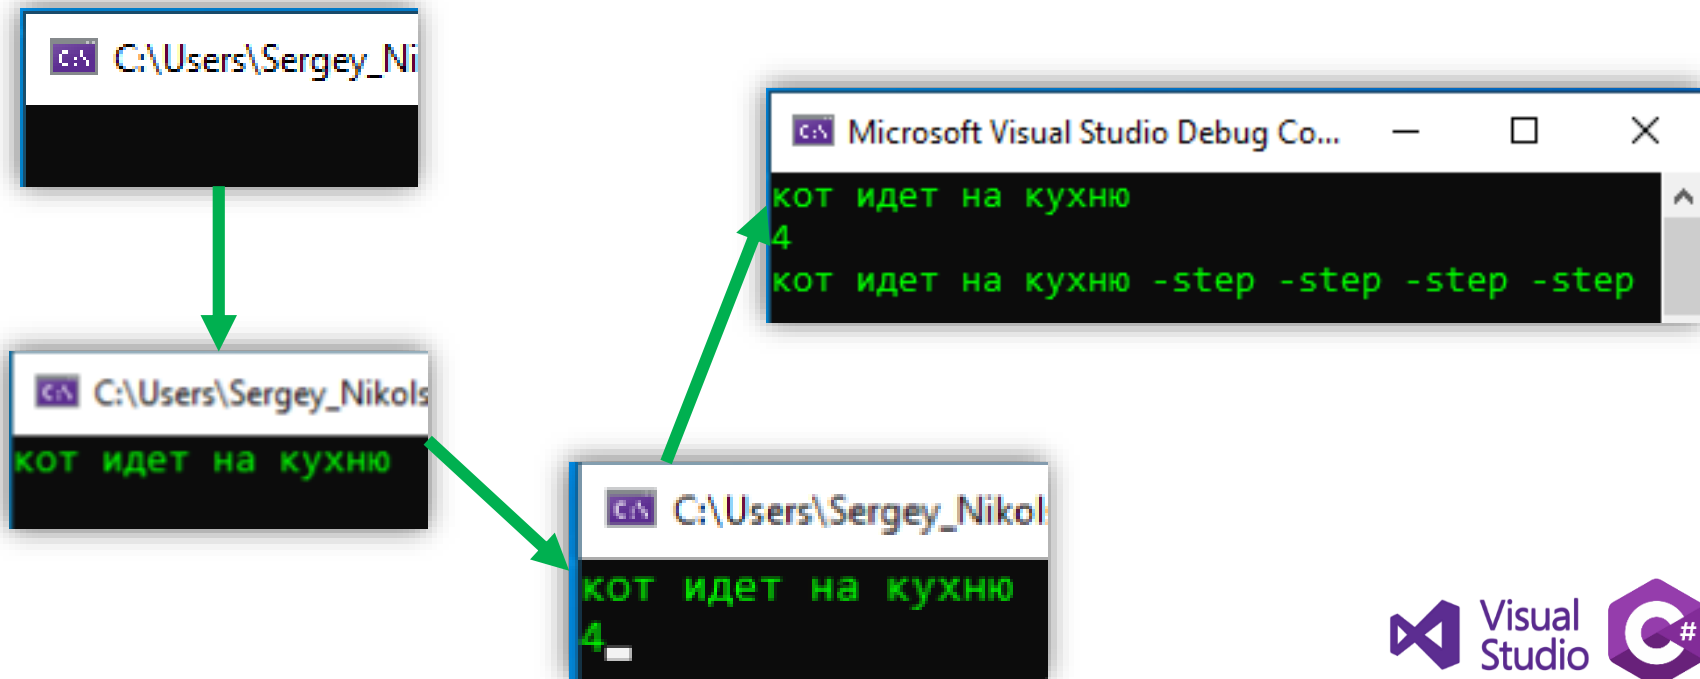 C:\Users\Sergey_Ni
C:\Users\Sergey_Nikols
кот идет на кухню
C:\Users\Sergey_Nikol
кот идет на кухню
4
Microsoft Visual Studio Debug Co...
кот идет на кухню
4
кот идет на кухню -step -step -step -step
Visual
Studio
C#